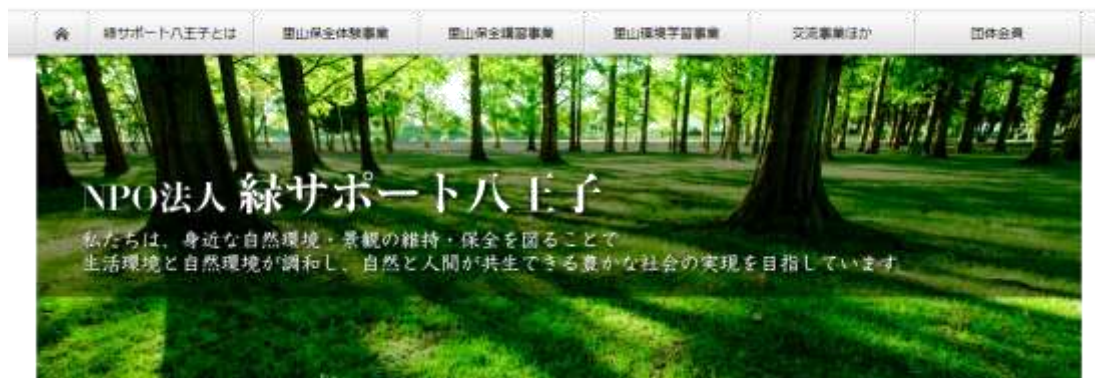 緑サポート八王子とは
里山保全体験事業
里山保全講習事業
里山環境学習事業
交流事業ほか
団体会員
NPO法人 緑サポート八王子
私たちは、身近な自然環境・景観の維持・保全を図ることで
生活環境と自然環境が調和し、自然と人間が共生できる豊かな社会の実現を目指しています。